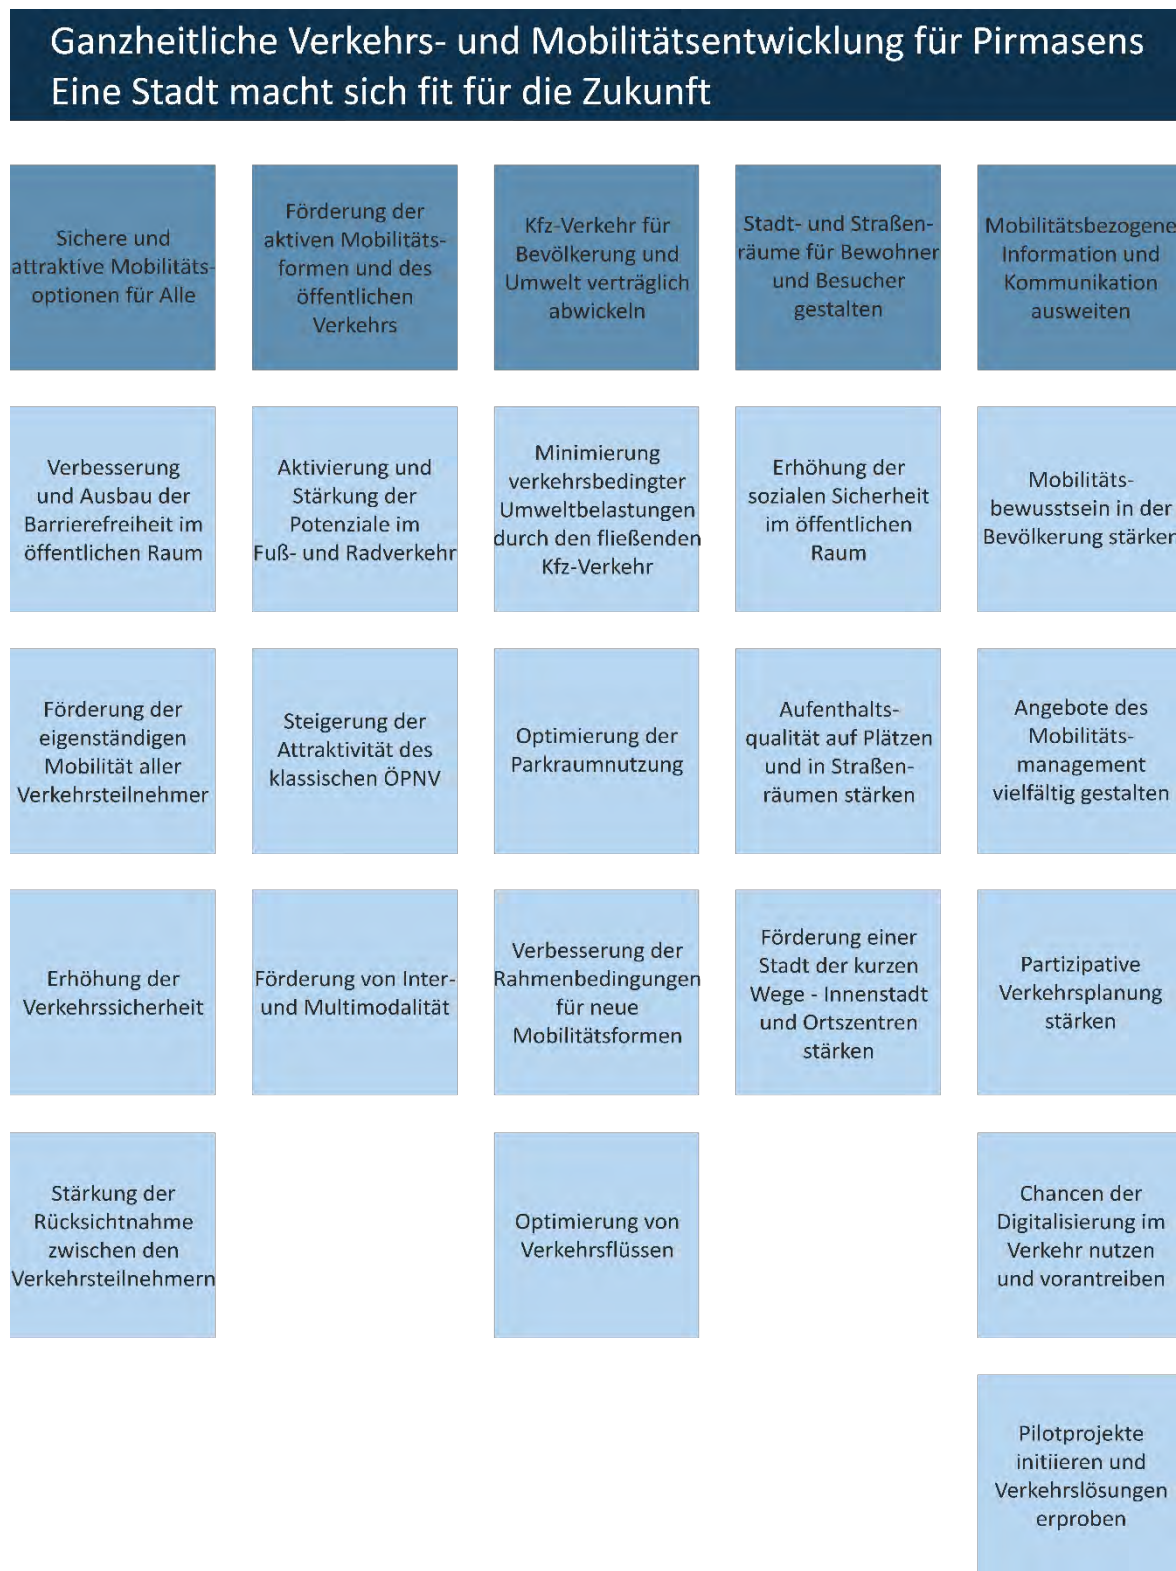 Ganzheitliche Verkehrs- und Mobilitätsentwicklung für Pirmasens
Eine Stadt macht sich fit für die Zukunft
Sichere und
attraktive Mobilitäts-
optionen für Alle
Förderung der
aktiven Mobilitäts-
formen und des
öffentlichen
Verkehrs
Kfz-Verkehr für
Bevölkerung und
Umwelt verträglich
abwickeln
Stadt- und Straßen-
räume für Bewohner
und Besucher
gestalten
Mobilitätsbezogene
Information und
Kommunikation
ausweiten
Verbesserung
und Ausbau der
Barrierefreiheit im
öffentlichen Raum
Aktivierung und
Stärkung der
Potenziale im
Fuß- und Radverkehr
Minimierung
verkehrsbedingter
Umweltbelastungen
durch den fließenden
Kfz-Verkehr
Erhöhung der
sozialen Sicherheit
im öffentlichen
Raum
Mobilitäts-
bewusstsein in der
Bevölkerung stärken
Förderung der
eigenständigen
Mobilität aller
Verkehrsteilnehmer
Steigerung der
Attraktivität des
klassischen ÖPNV
Optimierung der
Parkraumnutzung
Aufenthalts-
qualität auf Plätzen
und in Straßen-
räumen stärken
Angebote des
Mobilitäts-
management
vielfältig gestalten
Erhöhung der
Verkehrssicherheit
Förderung von Inter-
und Multimodalität
Verbesserung der
Rahmenbedingungen
für neue
Mobilitätsformen
Förderung einer
Stadt der kurzen
Wege - Innenstadt
und Ortszentren
stärken
Partizipative
Verkehrsplanung
stärken
Stärkung der
Rücksichtnahme
zwischen den
Verkehrsteilnehmern
Optimierung von
Verkehrsflüssen
Chancen der
Digitalisierung im
Verkehr nutzen
und vorantreiben
Pilotprojekte
initiieren und
Verkehrslösungen
erproben